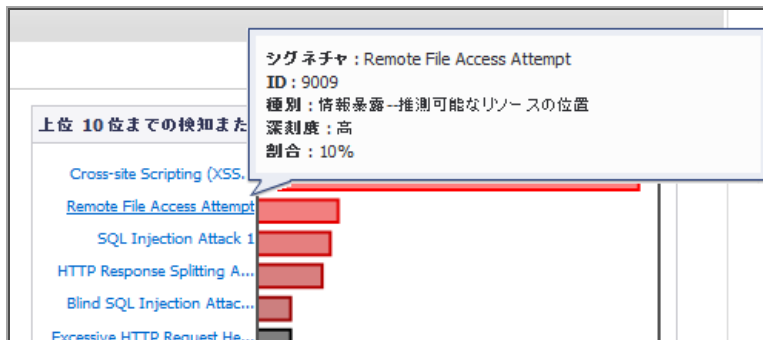 シグネチャ : Remote File Access Attempt
ID : 9009
種別 : 情報暴露--推測可能なリソースの位置
深刻度 : 高
割合 : 10%
上位 10 位までの検知また
Cross-site Scripting (XSS..
Remote File Access Attempt
SQL Injection Attack 1
HTTP Response Splitting A...
Blind SQL Injection Attac...
Excessive HTTP Request He...